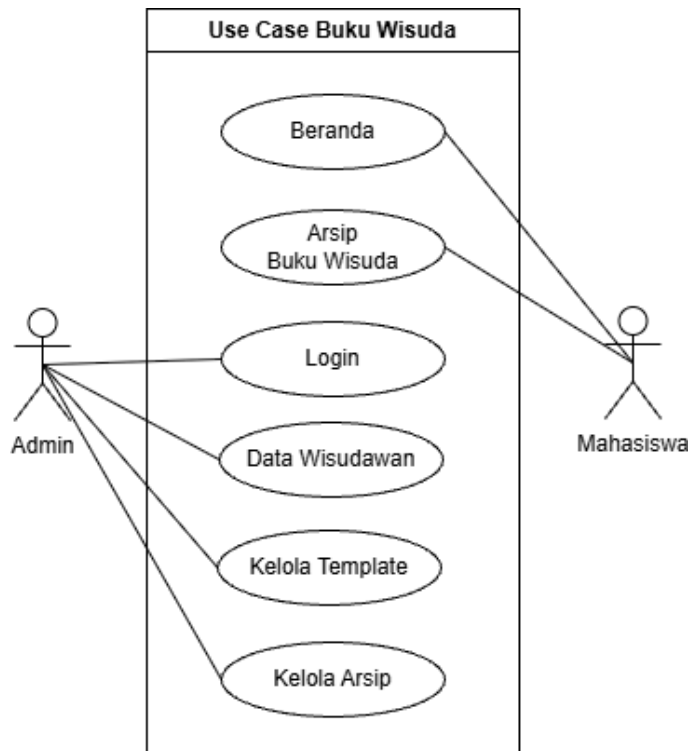 Use Case Buku Wisuda
Beranda
Arsip
Buku Wisuda
Login
Admin
Mahasiswa
Data Wisudawan
Kelola Template
Kelola Arsip